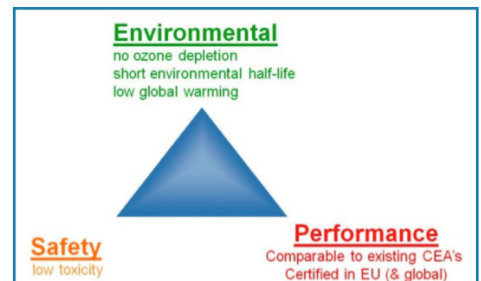 Environmental
no ozone depletion
short environmental half-life
low global warming
Safety
low toxicity
Performance
Comparable to existing CEA's
Certified in EU (& global)